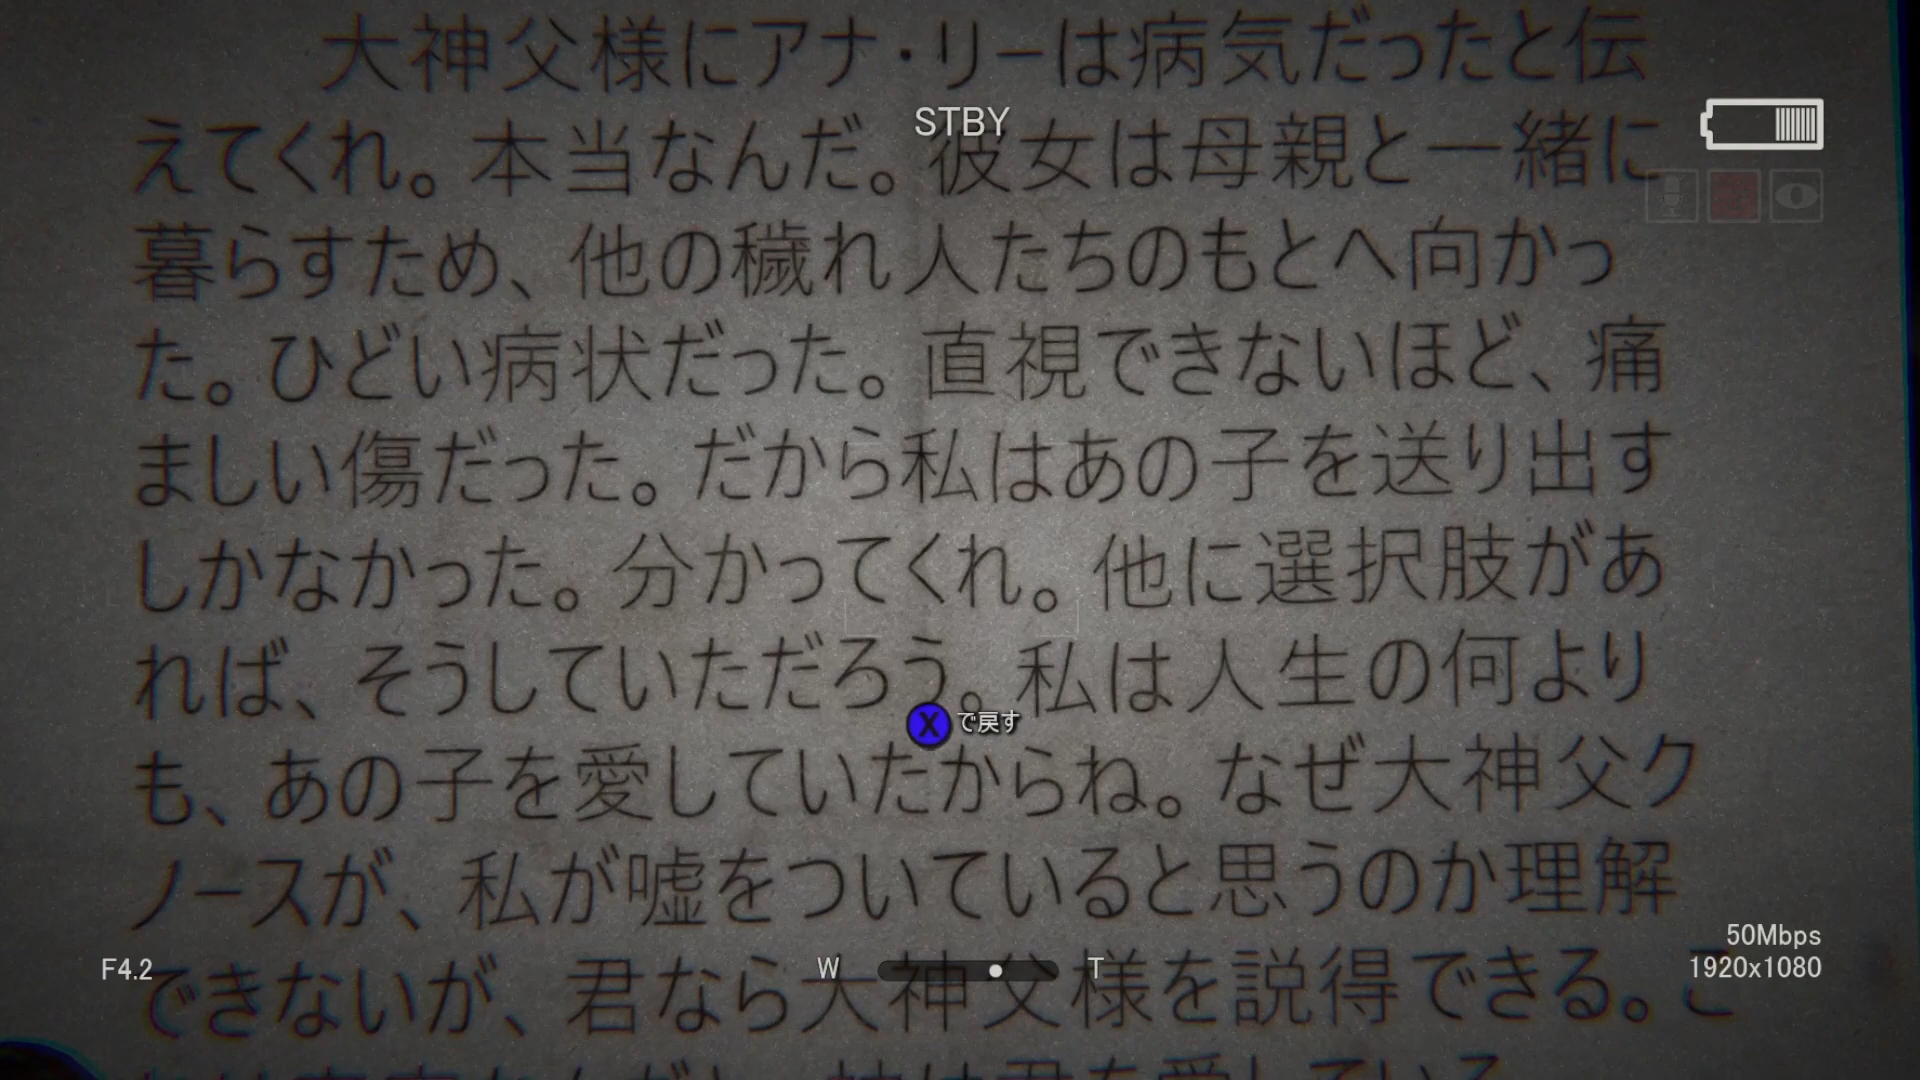 大神父様にアナ・リーは病気だったと伝
STBY
えてくれ。本当なんだ。彼女は母親と一緒に
暮らすため、他の穢れ人たちのもとへ向かっ
た。ひどい病状だった。直視できないほど、痛
ましい傷だった。だから私はあの子を送り出す
しかなかった。分かってくれ。他に選択肢があ
れば、そうしていただろう。私は人生の何より
Xで戻す
も、あの子を愛していたからね。なぜ大神父ク
ノースが、私が嘘をついていると思うのか理解
50Mbps
F4.2
W T
1920x1080
できないが、君なら大神父様を説得できる。こ